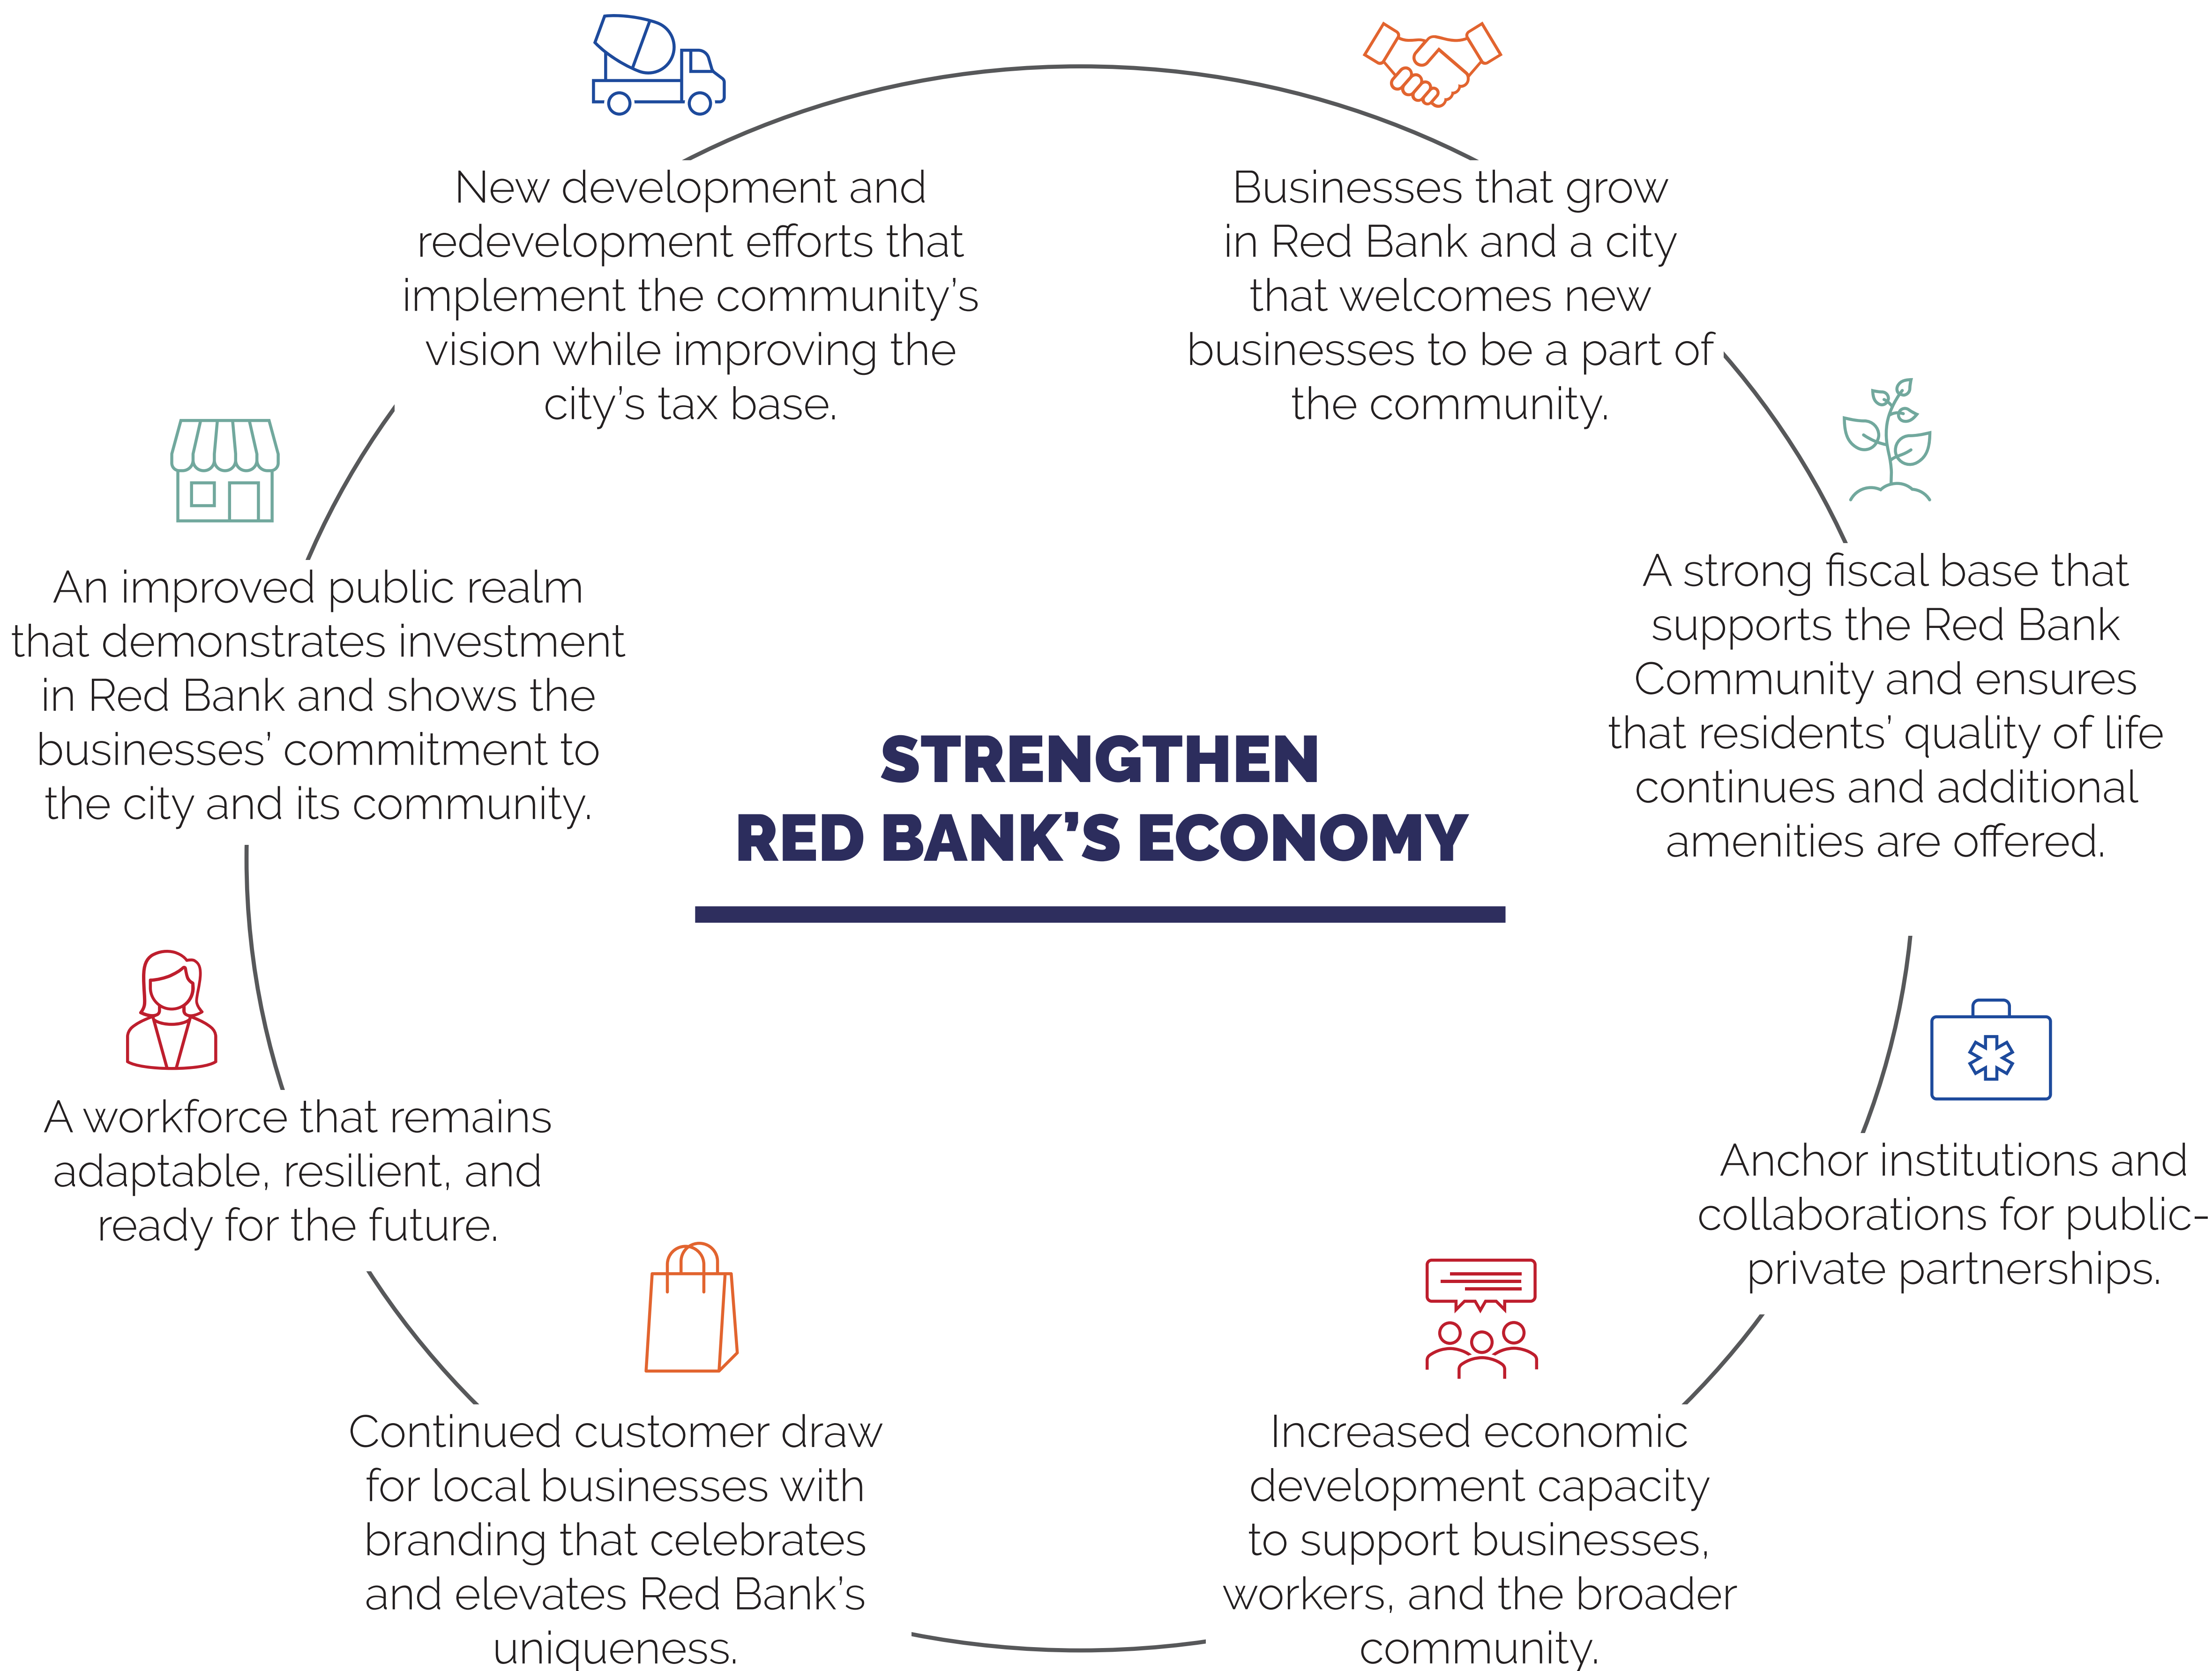 New development and
redevelopment efforts that
implement the community’s
vision while improving the
city’s tax base.
Businesses that grow
in Red Bank and a city
that welcomes new
businesses to be a part of
the community.
An improved public realm
that demonstrates investment
in Red Bank and shows the
businesses’ commitment to
the city and its community.
STRENGTHEN
RED BANK’S ECONOMY
A strong fiscal base that
supports the Red Bank
Community and ensures
that residents’ quality of life
continues and additional
amenities are offered.
A workforce that remains
adaptable, resilient, and
ready for the future.
Anchor institutions and
collaborations for public-
private partnerships.
Continued customer draw
for local businesses with
branding that celebrates
and elevates Red Bank’s
uniqueness.
Increased economic
development capacity
to support businesses,
workers, and the broader
community.